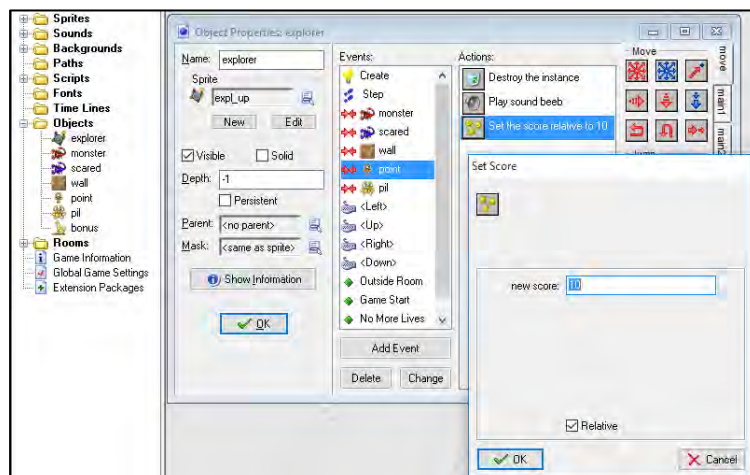 Sprites
Sounds
Backgrounds
Paths
Scripts
Fonts
Time Lines
Objects
explorer
monster
scared
wall
point
pil
bonus
Rooms
Game Information
Global Game Settings
Extension Packages
Object Properties: explorer
Name: explorer
Sprite
expl_up
New Edit
Visible Solid
Depth: -1
Persistent
Parent: <no parent>
Mask: <same as sprite>
Show Information
OK
Events:
Create
Step
monster
scared
wall
point
pil
<Left>
<Up>
<Right>
<Down>
Outside Room
Game Start
No More Lives
Add Event
Delete Change
Actions:
Destroy the instance
Play sound beeb
Set the score relative to 10
Move
move
main1
Set Score
new score: 10
Relative
OK Cancel